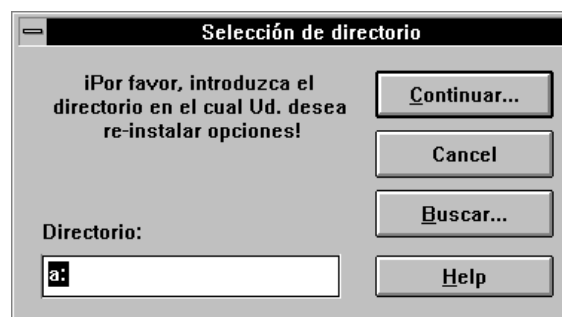 Selección de directorio
¡Por favor, introduzca el
directorio en el cual Ud. desea
re-instalar opciones!
Continuar...
Cancel
Buscar...
Directorio:
a:
Help